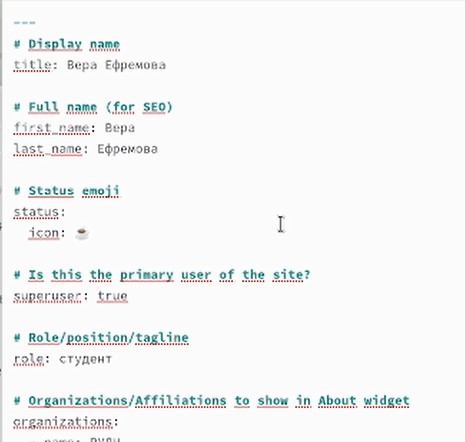 ---
# Display name
title: Вера Ефремова
# Full name (for SEO)
first_name: Вера
last_name: Ефремова
# Status emoji
status:
icon: ☕
# Is this the primary user of the site?
superuser: true
# Role/position/tagline
role: студент
# Organizations/Affiliations to show in About widget
organizations:
- name: РУДН